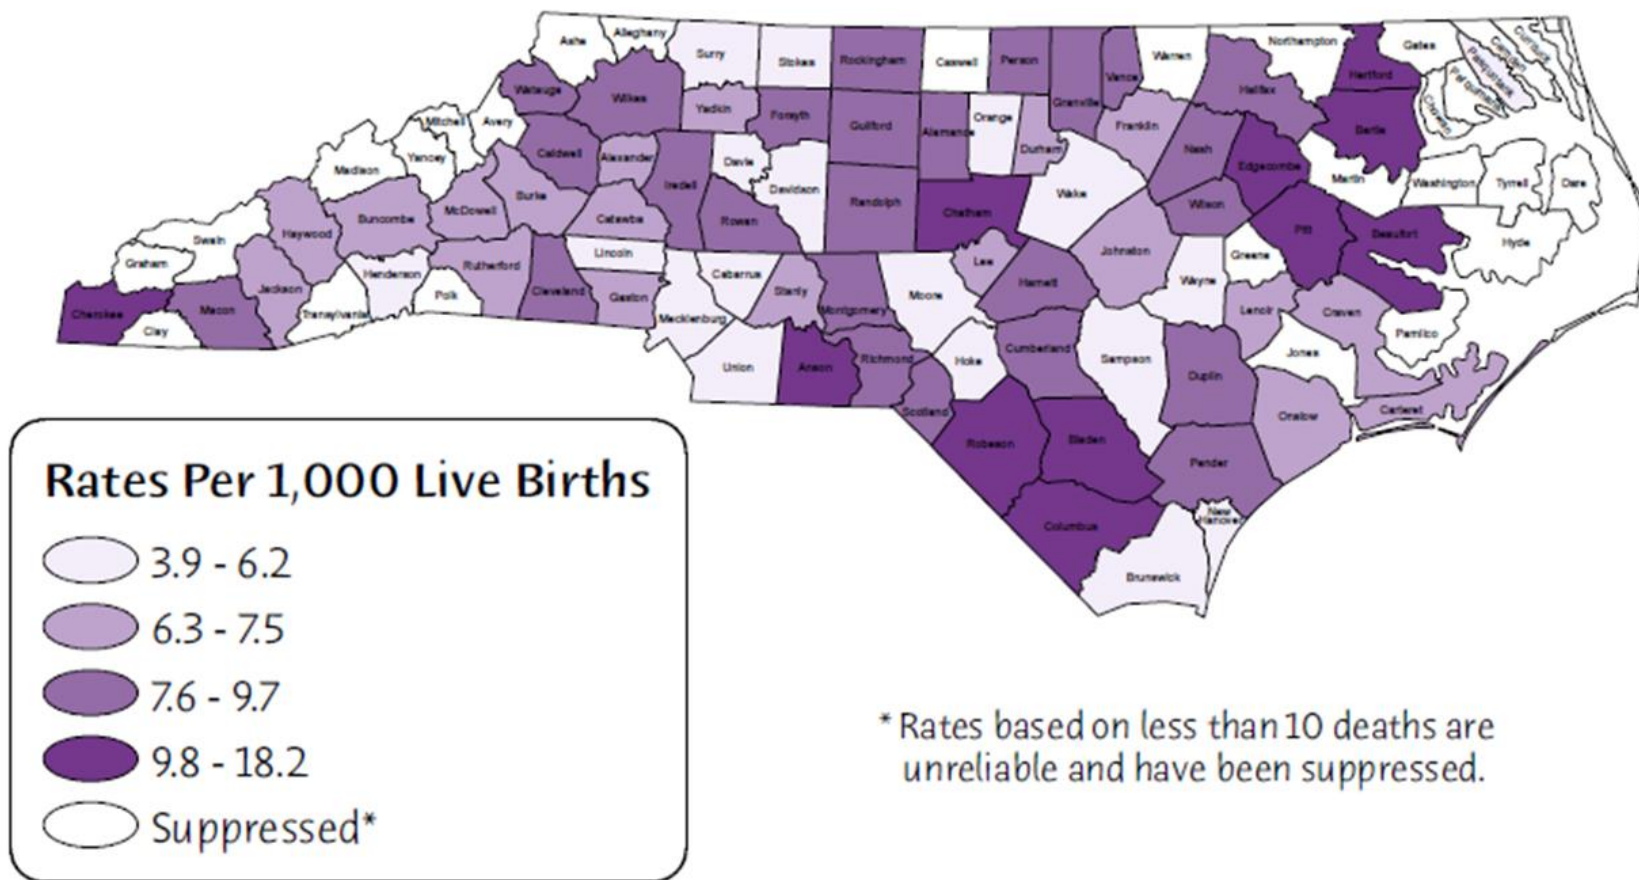 Ashe
Alleghany
Surry
Stokes
Rockingham
Caswell
Person
Vance
Warren
Northampton
Gates
Currituck
Camden
Pasquotank
Perquimans
Chowan
Hertford
Watauga
Wilkes
Yadkin
Forsyth
Guilford
Alamance
Orange
Durham
Granville
Franklin
Halifax
Bertie
Mitchell
Avery
Yancey
Madison
Caldwell
Alexander
Iredell
Davie
Davidson
Randolph
Chatham
Wake
Nash
Edgecombe
Martin
Washington
Tyrrell
Dare
Buncombe
McDowell
Burke
Catawba
Rowan
Wilson
Pitt
Beaufort
Hyde
Swain
Haywood
Graham
Jackson
Henderson
Rutherford
Lincoln
Cabarrus
Stanly
Moore
Lee
Harnett
Johnston
Wayne
Greene
Lenoir
Craven
Pamlico
Cherokee
Macon
Clay
Transylvania
Polk
Cleveland
Gaston
Mecklenburg
Montgomery
Union
Anson
Richmond
Hoke
Cumberland
Sampson
Duplin
Jones
Onslow
Carteret
Scotland
Robeson
Bladen
Pender
Columbus
New
Hanover
Brunswick
Rates Per 1,000 Live Births
3.9 - 6.2
6.3 - 7.5
7.6 - 9.7
9.8 - 18.2
Suppressed*
* Rates based on less than 10 deaths are
unreliable and have been suppressed.